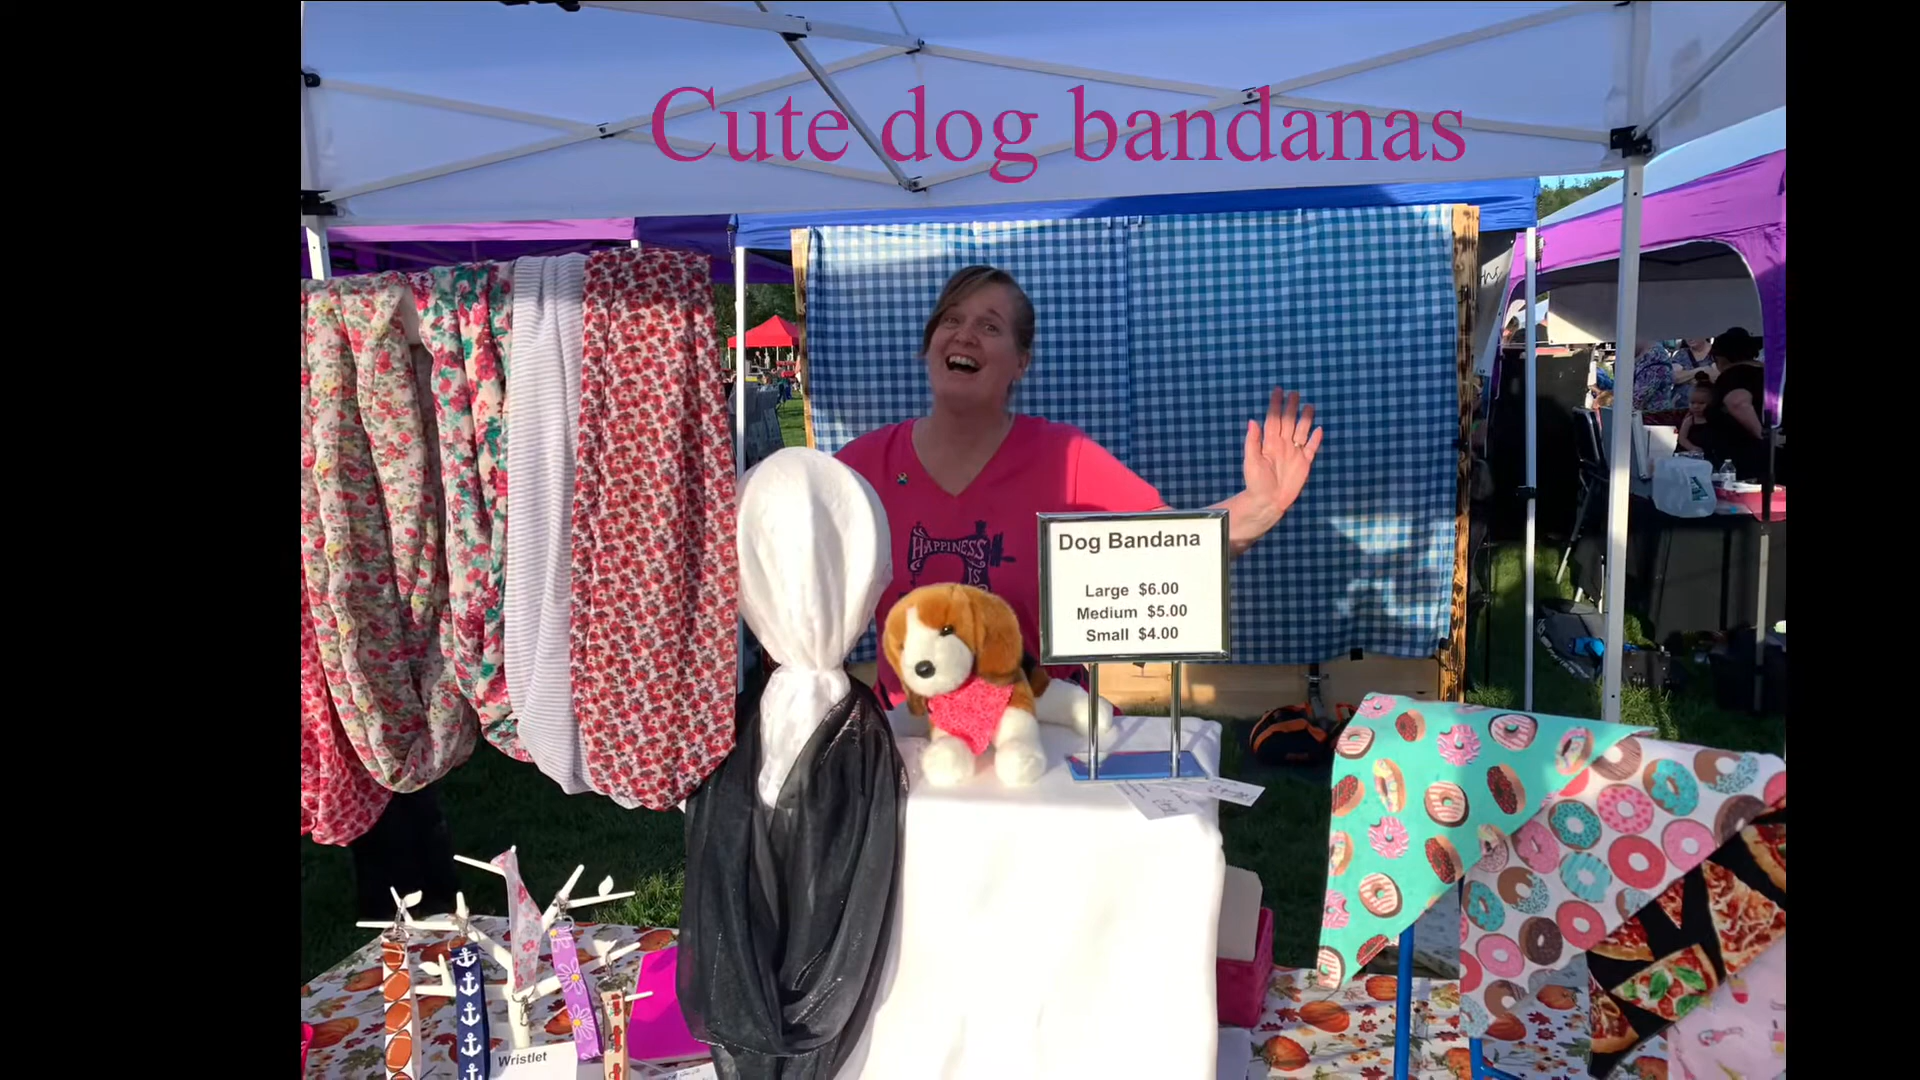 Cute dog bandanas
HAPPINESS
IS
Dog Bandana
Large $6.00
Medium $5.00
Small $4.00
Wristlet